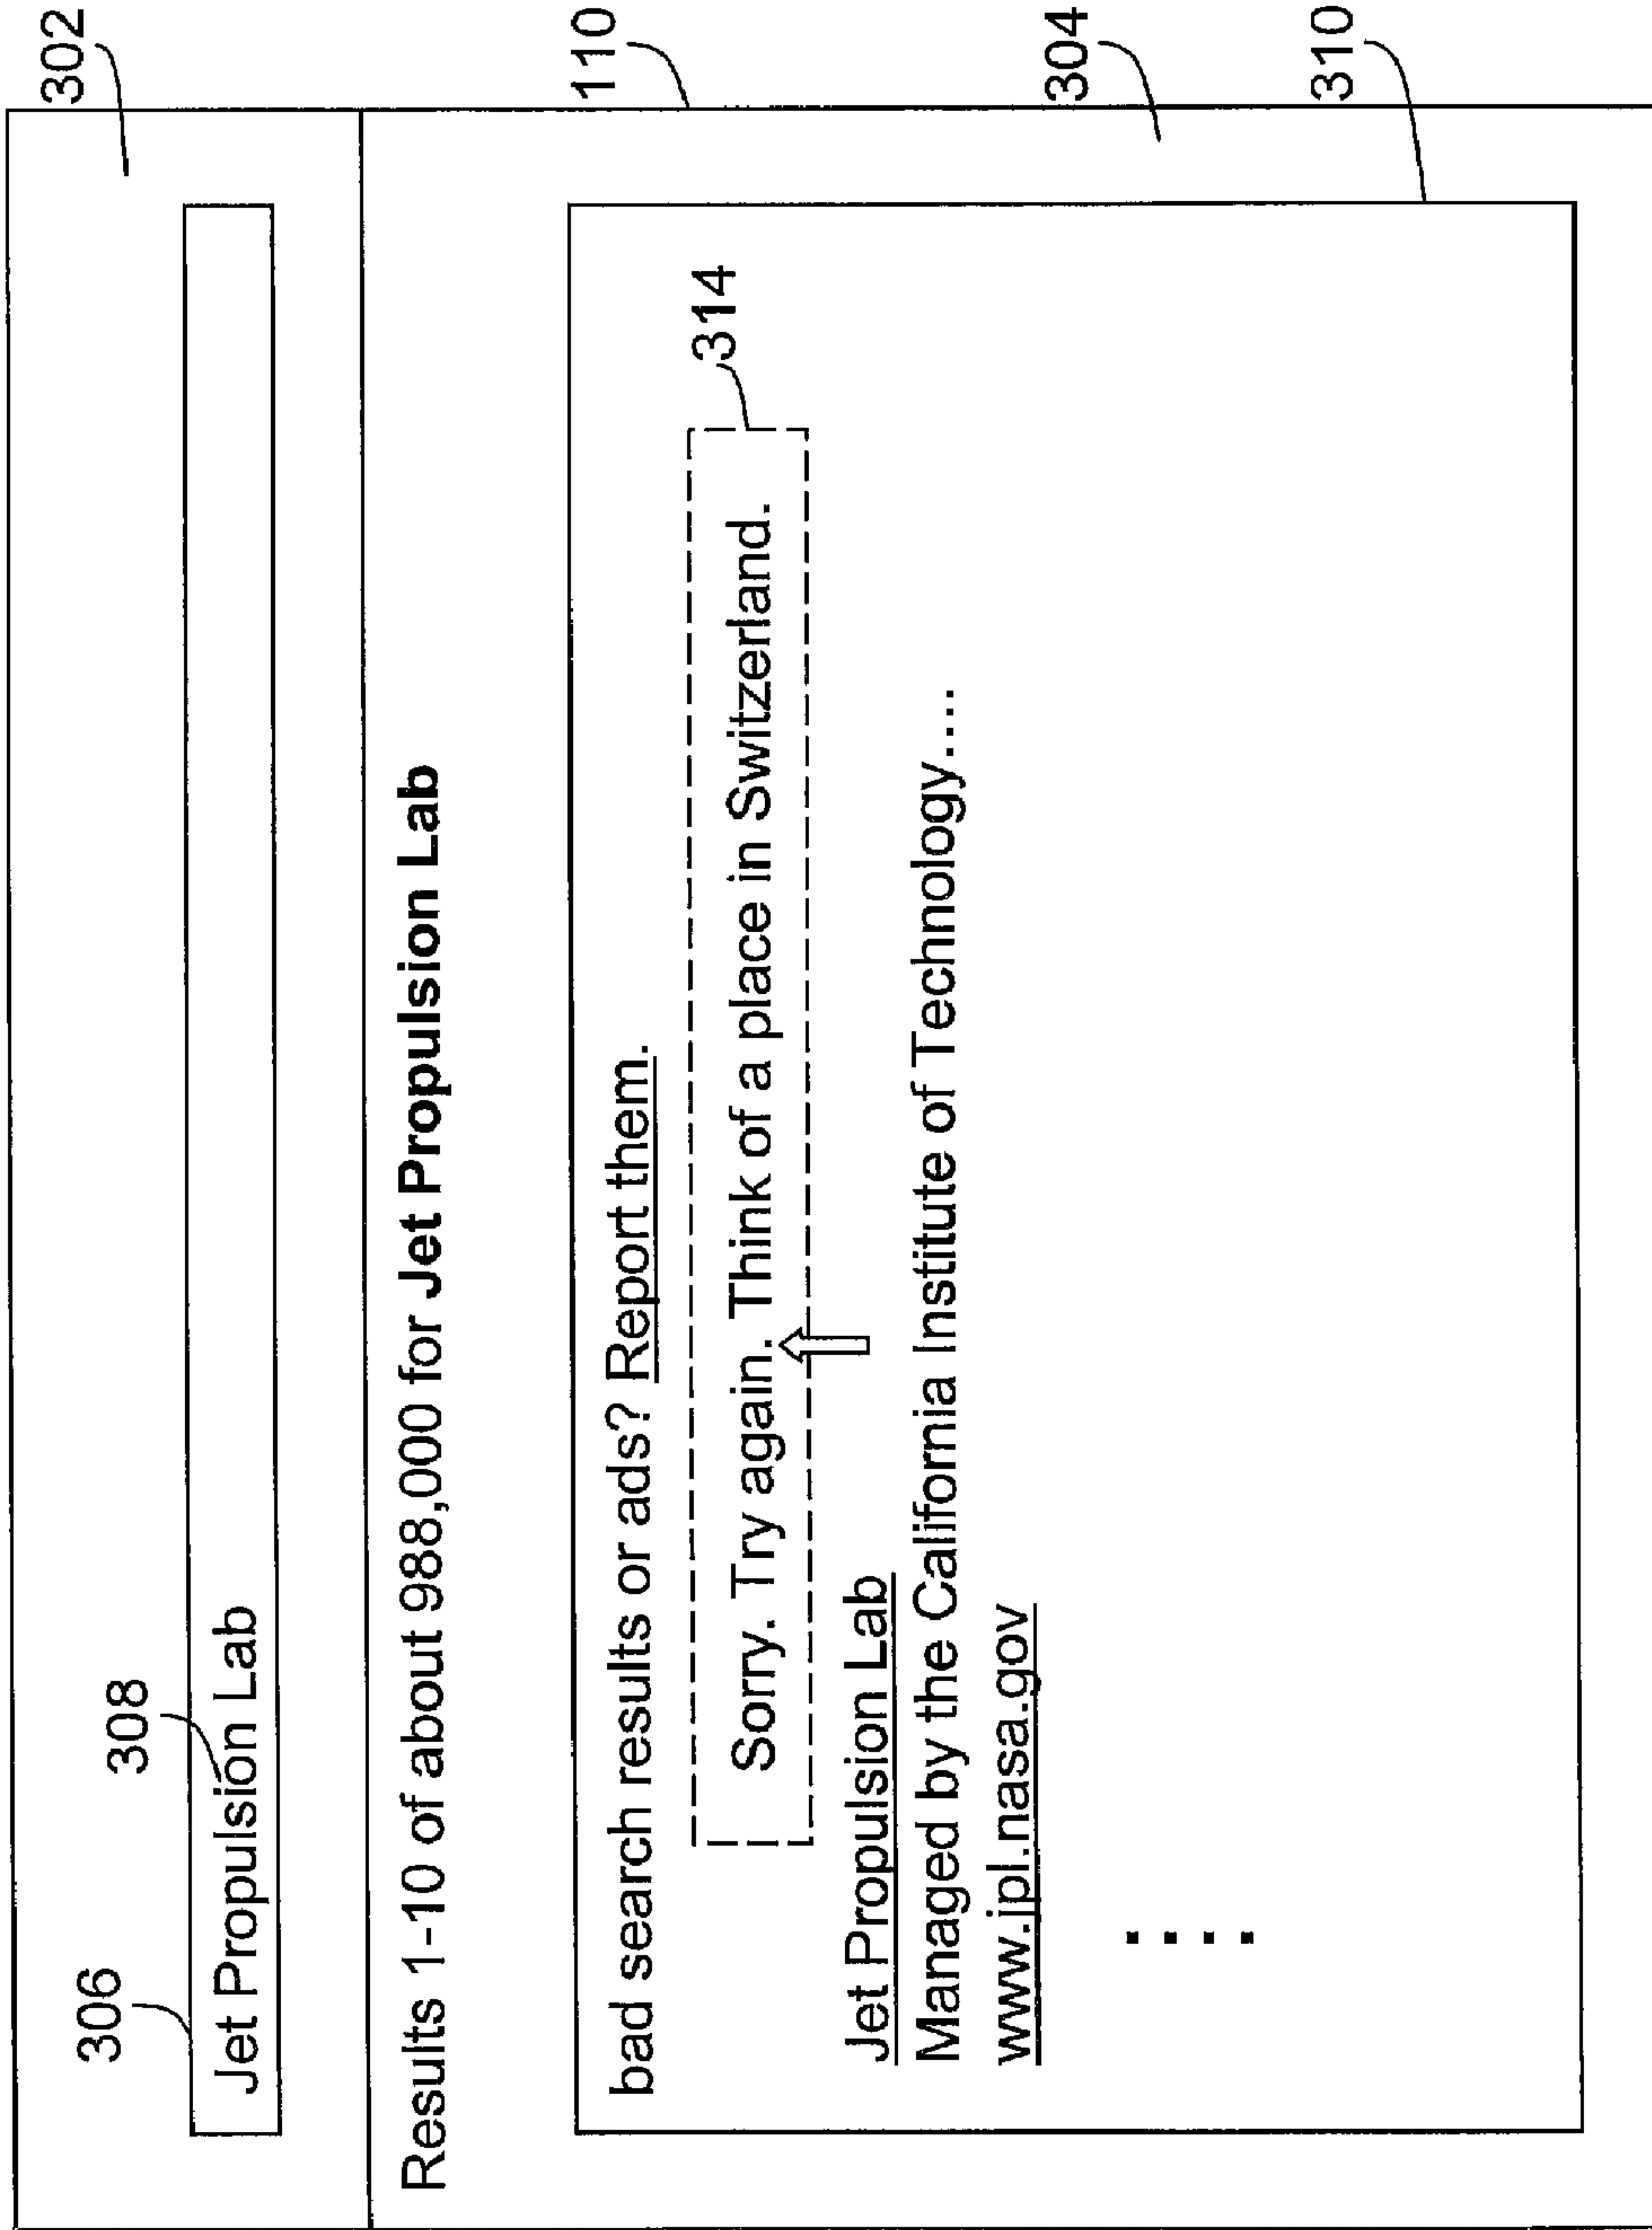 302
306
308
Jet Propulsion Lab
110
Results 1-10 of about 988,000 for Jet Propulsion Lab
bad search results or ads? Report them.
314
Sorry. Try again. Think of a place in Switzerland.
Jet Propulsion Lab
Managed by the California Institute of Technology....
www.jpl.nasa.gov
....
304
310